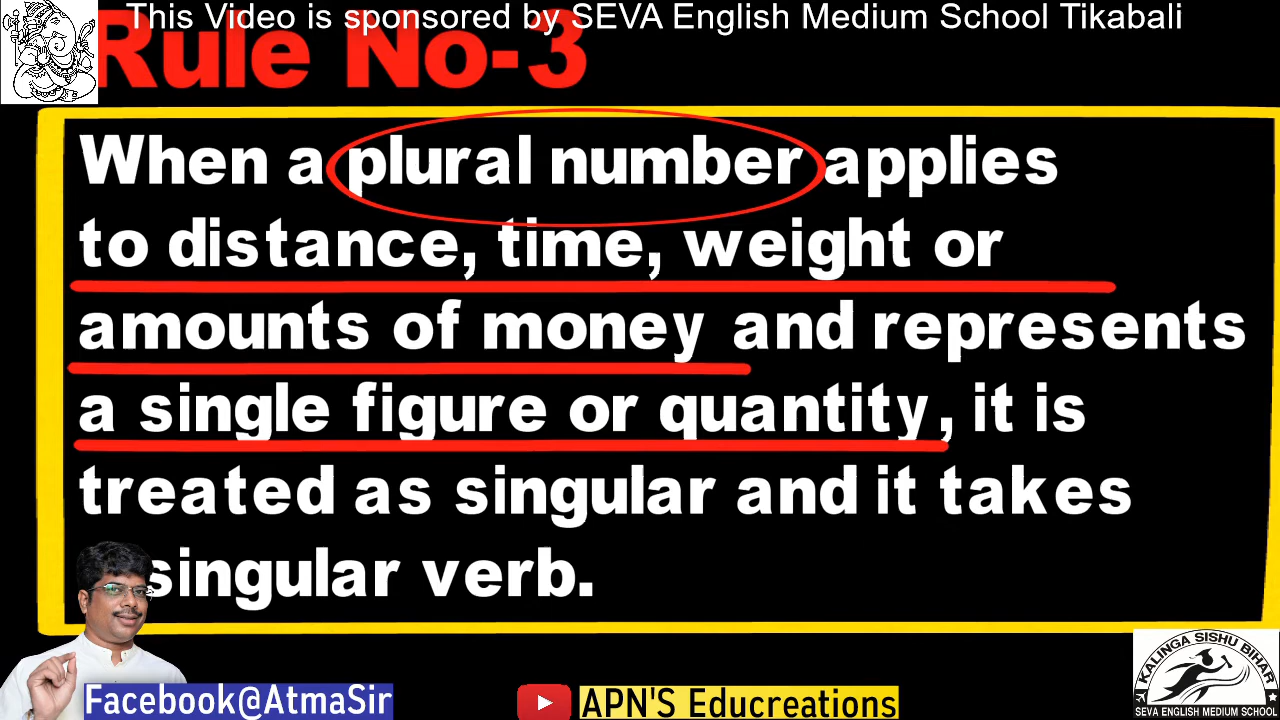 This Video is sponsored by SEVA English Medium School Tikabali
Rule No-3
When a plural number applies
to distance, time, weight or
amounts of money and represents
a single figure or quantity, it is
treated as singular and it takes
singular verb.
KALINGA SISHU BIHAR
SEVA ENGLISH MEDIUM SCHOOL
Facebook@AtmaSir
APN'S Educreations